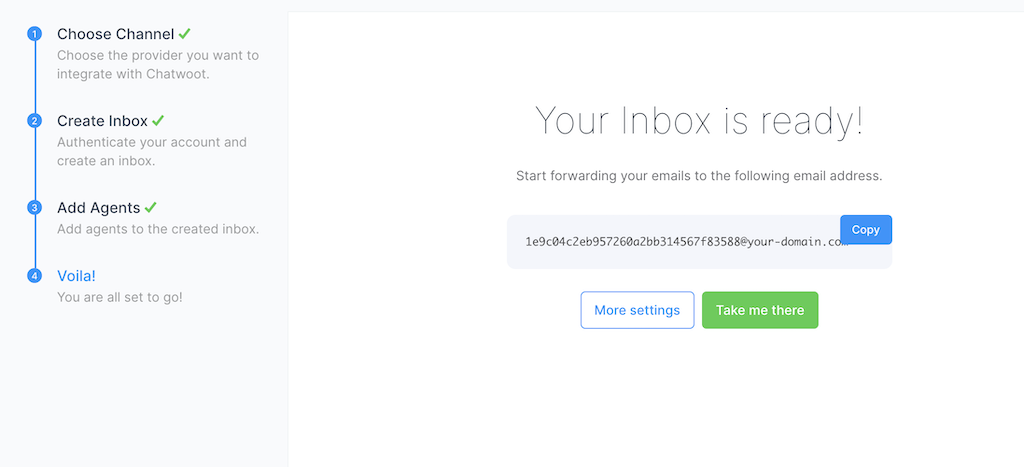 1
Choose Channel
Choose the provider you want to
integrate with Chatwoot.
2
Create Inbox
Authenticate your account and
create an inbox.
3
Add Agents
Add agents to the created inbox.
4
Voila!
You are all set to go!
Your Inbox is ready!
Start forwarding your emails to the following email address.
Copy
1e9c04c2eb957260a2bb314567f83588@your-domain.com
More settings
Take me there